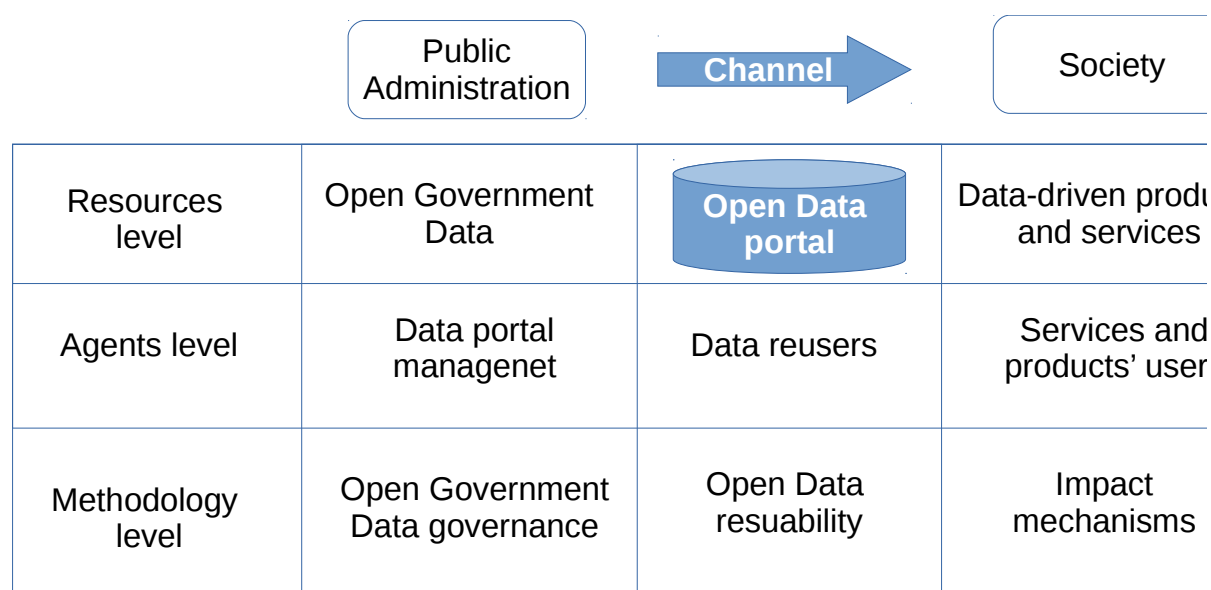 Public
Administration
Channel
Society
Resources
level
Open Government
Data
Open Data
portal
Data-driven produ
and services
Agents level
Data portal
managenet
Data reusers
Services and
products’ user
Methodology
level
Open Government
Data governance
Open Data
resuability
Impact
mechanisms